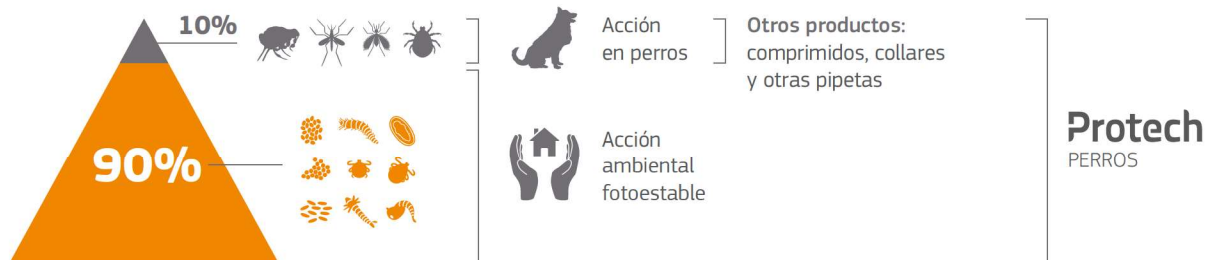 10%
90%
Acción
en perros
Otros productos:
comprimidos, collares
y otras pipetas
Acción
ambiental
fotoestable
Protech
PERROS